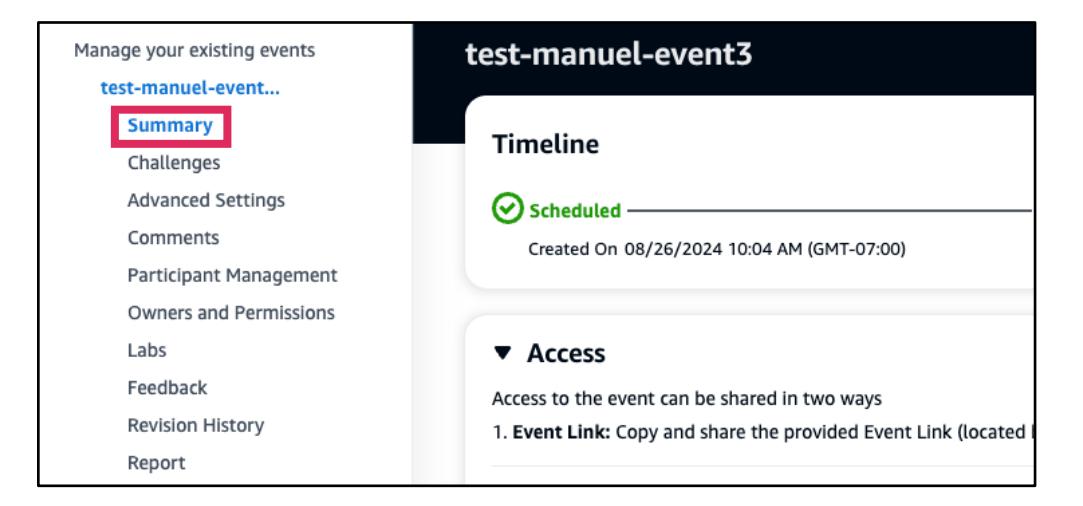 Manage your existing events
test-manuel-event...
Summary
Challenges
Advanced Settings
Comments
Participant Management
Owners and Permissions
Labs
Feedback
Revision History
Report
test-manuel-event3
Timeline
Scheduled
Created On 08/26/2024 10:04 AM (GMT-07:00)
▼ Access
Access to the event can be shared in two ways
1. Event Link: Copy and share the provided Event Link (located